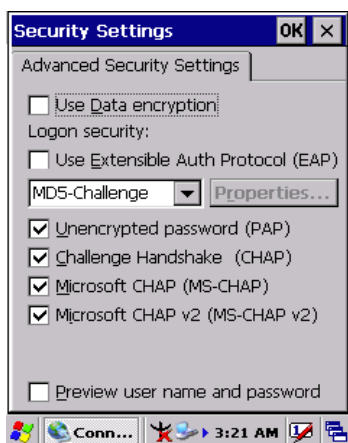 Security Settings OK ×
Advanced Security Settings
Use Data encryption
Logon security:
Use Extensible Auth Protocol (EAP)
MD5-Challenge Properties...
Unencrypted password (PAP)
Challenge Handshake (CHAP)
Microsoft CHAP (MS-CHAP)
Microsoft CHAP v2 (MS-CHAP v2)
Preview user name and password
Conn... 3:21 AM